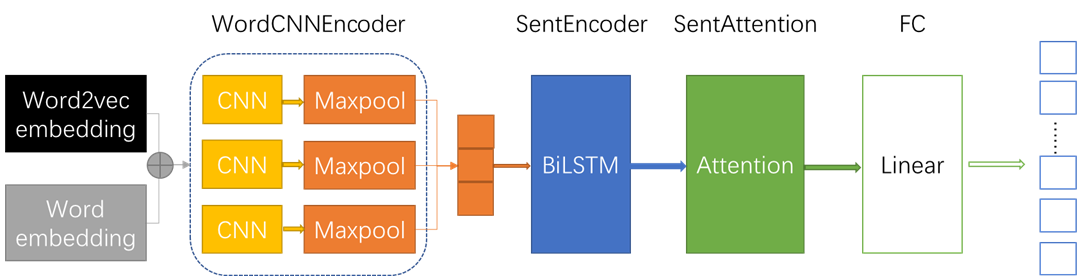 WordCNNEncoder
SentEncoder
SentAttention
FC
Word2vec
embedding
Word
embedding
CNN
Maxpool
CNN
Maxpool
CNN
Maxpool
BiLSTM
Attention
Linear